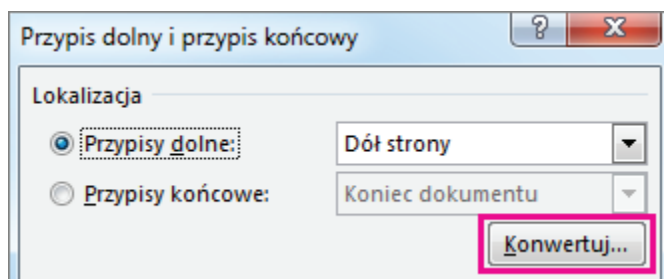 Przypis dolny i przypis końcowy
Lokalizacja
Przypisy dolne: Dół strony
Przypisy końcowe: Koniec dokumentu
Konwertuj...